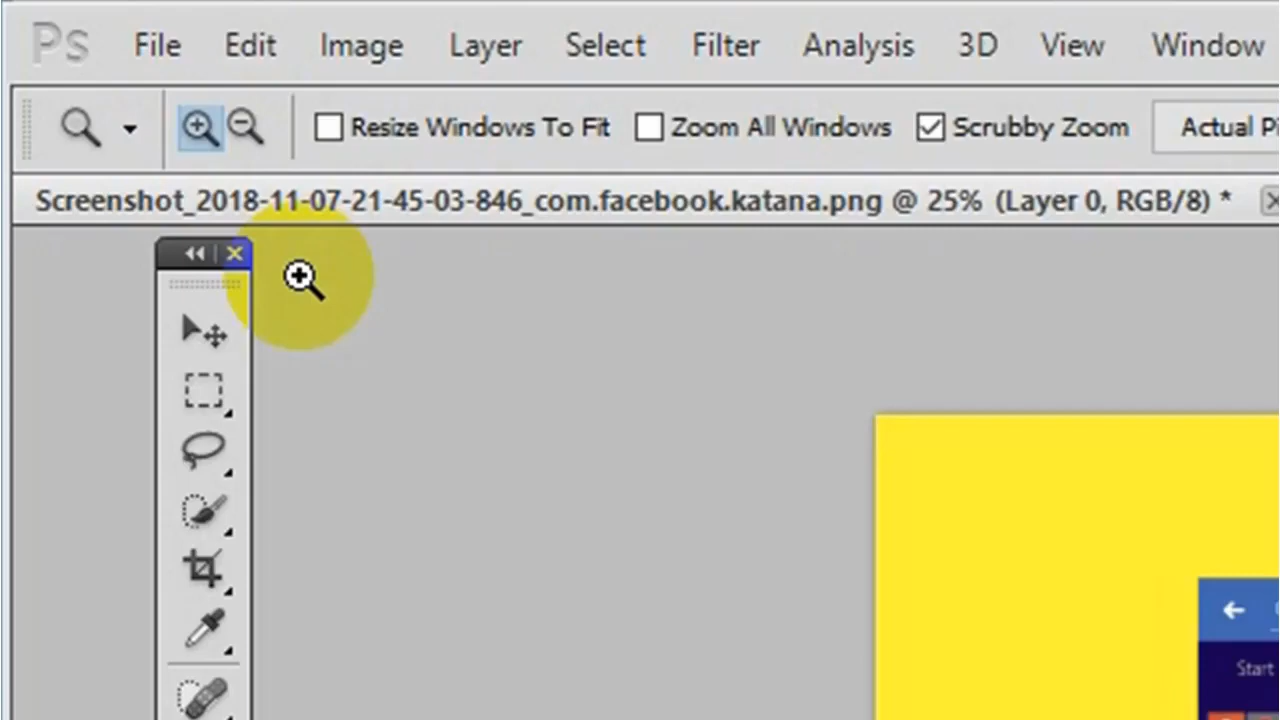 Ps File Edit Image Layer Select Filter Analysis 3D View Window
Resize Windows To Fit Zoom All Windows Scrubby Zoom Actual Pi
Screenshot_2018-11-07-21-45-03-846_com.facebook.katana.png @ 25% (Layer 0, RGB/8) *
Start